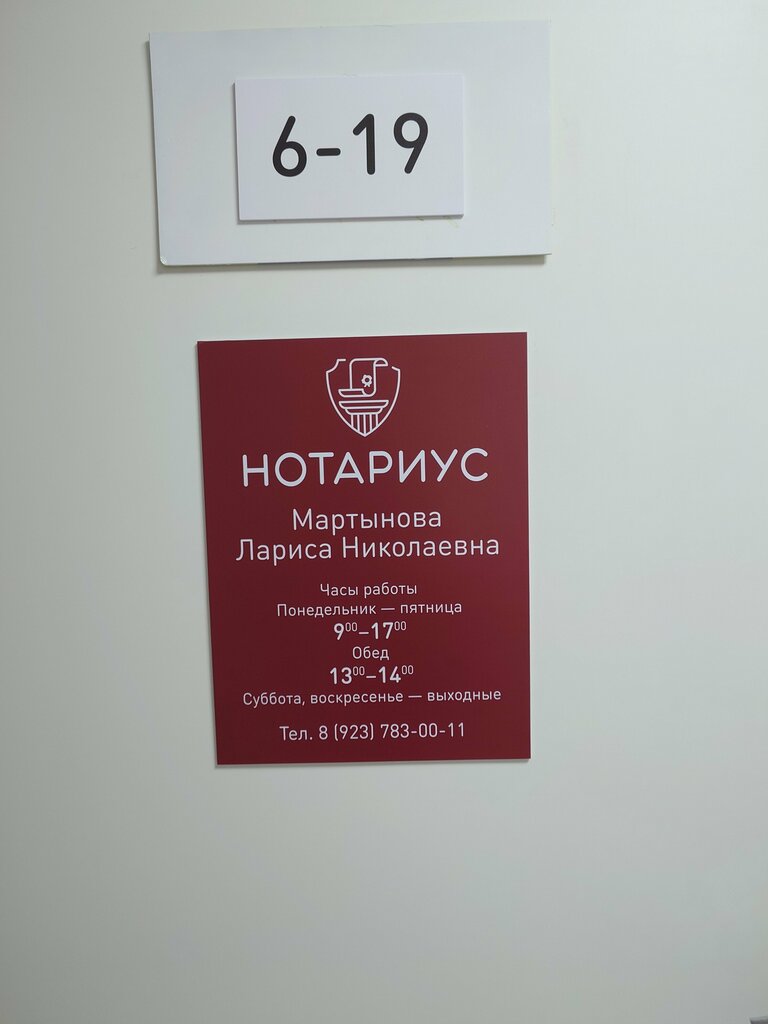 6-19
НОТАРИУС
Мартынова
Лариса Николаевна
Часы работы
Понедельник — пятница
9⁰⁰–17⁰⁰
Обед
13⁰⁰–14⁰⁰
Суббота, воскресенье — выходные
Тел. 8 (923) 783-00-11